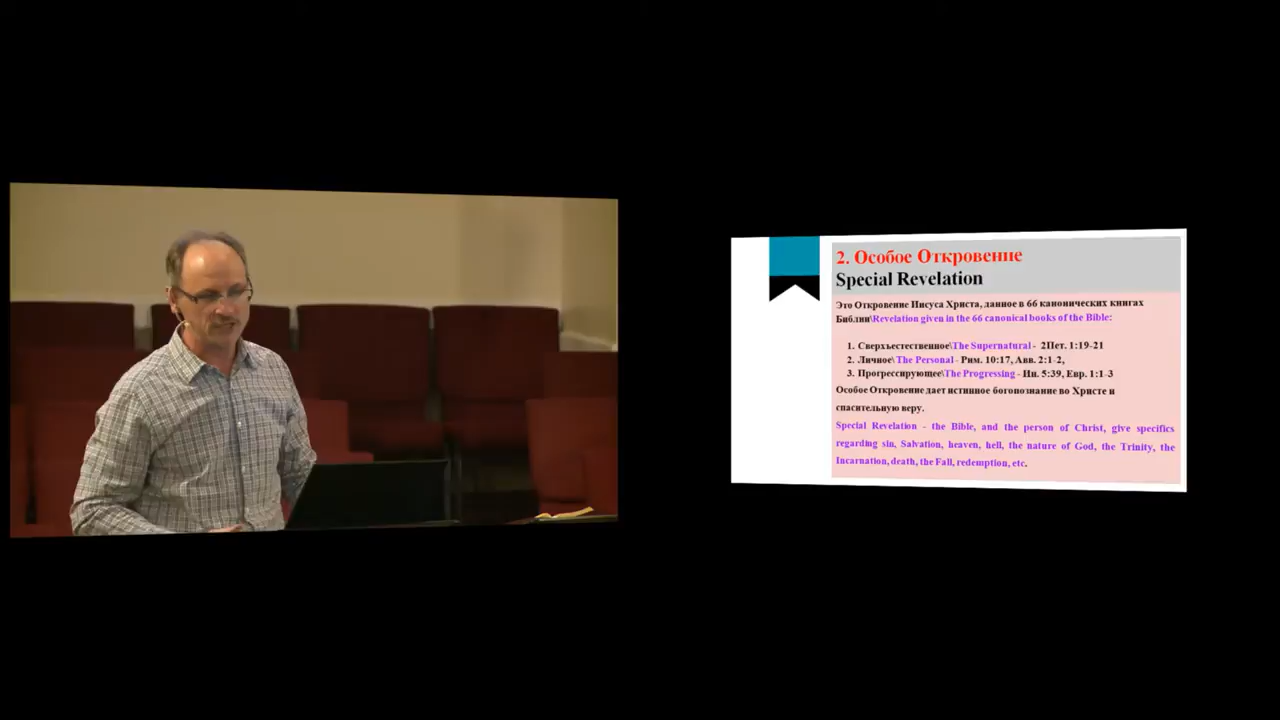 2. Особое Откровение
Special Revelation
Это Откровение Иисуса Христа, данное в 66 канонических книгах
Библии\Revelation given in the 66 canonical books of the Bible:
1. Сверхъестественное\The Supernatural - 2Пет. 1:19-21
2. Личное\ The Personal - Рим. 10:17, Авв. 2:1-2,
3. Прогрессирующее\The Progressing - Ин. 5:39, Евр. 1:1-3
Особое Откровение дает истинное богопознание во Христе и
спасительную веру.
Special Revelation - the Bible, and the person of Christ, give specifics
regarding sin, Salvation, heaven, hell, the nature of God, the Trinity, the
Incarnation, death, the Fall, redemption, etc.